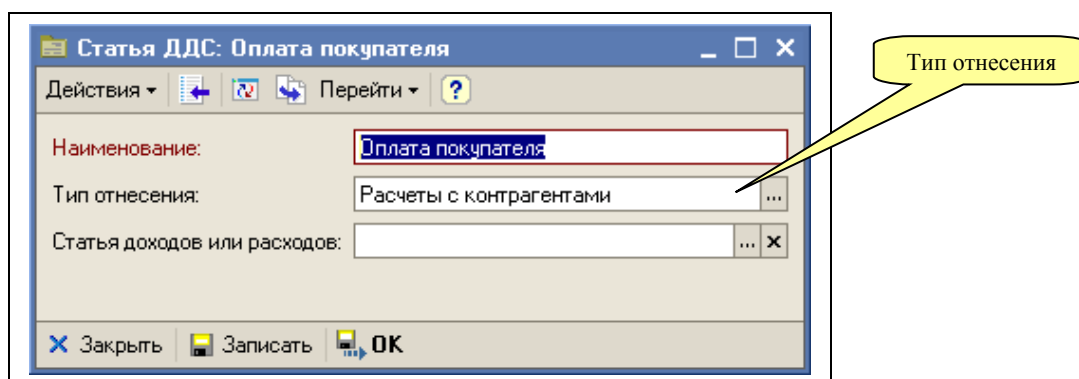 Статья ДДС: Оплата покупателя
Действия Перейти ?
Наименование: Оплата покупателя
Тип отнесения: Расчеты с контрагентами ...
Статья доходов или расходов: ... x
Закрыть Записать OK
Тип отнесения